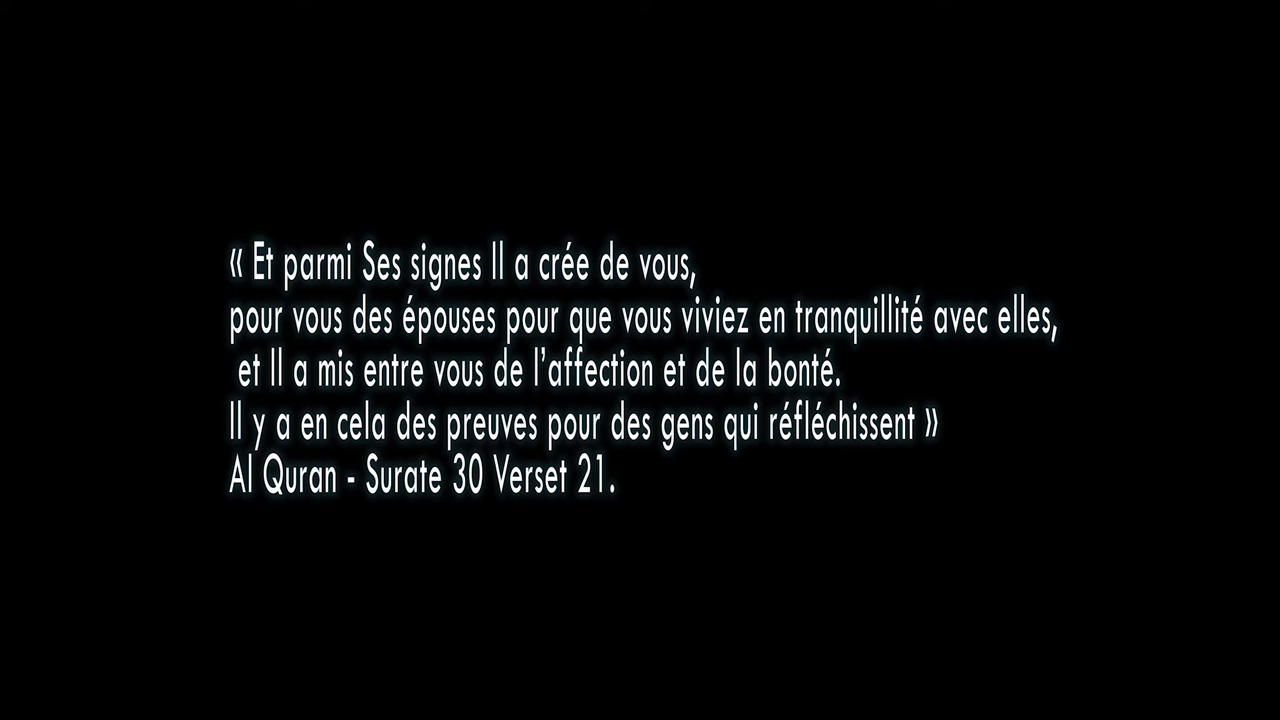 « Et parmi Ses signes Il a crée de vous,
pour vous des épouses pour que vous viviez en tranquillité avec elles,
et Il a mis entre vous de l’affection et de la bonté.
Il y a en cela des preuves pour des gens qui réfléchissent »
Al Quran - Surate 30 Verset 21.